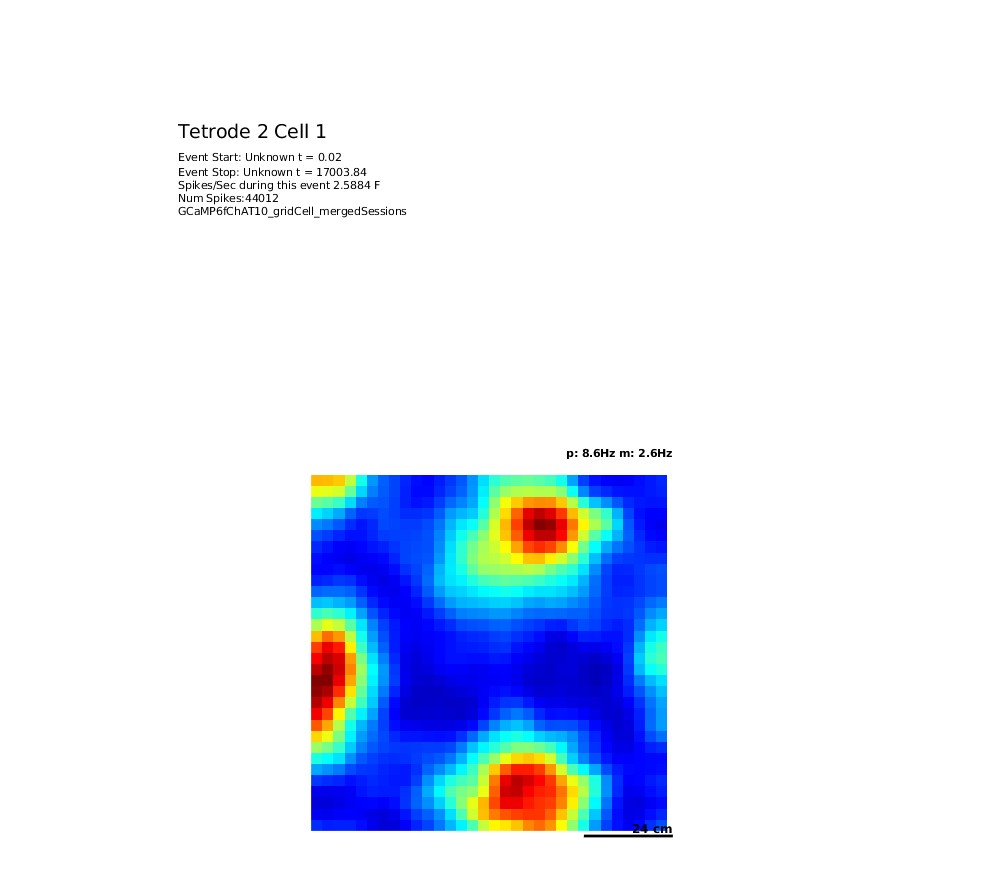 Tetrode 2 Cell 1
Event Start: Unknown t = 0.02
Event Stop: Unknown t = 17003.84
Spikes/Sec during this event 2.5884 F
Num Spikes:44012
GCaMP6fChAT10_gridCell_mergedSessions
p: 8.6Hz m: 2.6Hz
24 cm